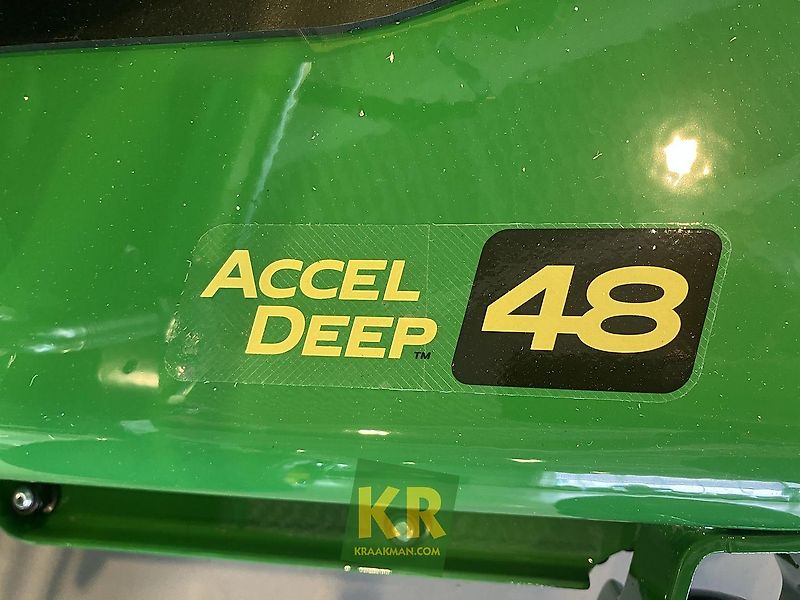 ACCEL
DEEP™
48
KR
KRAAKMAN.COM